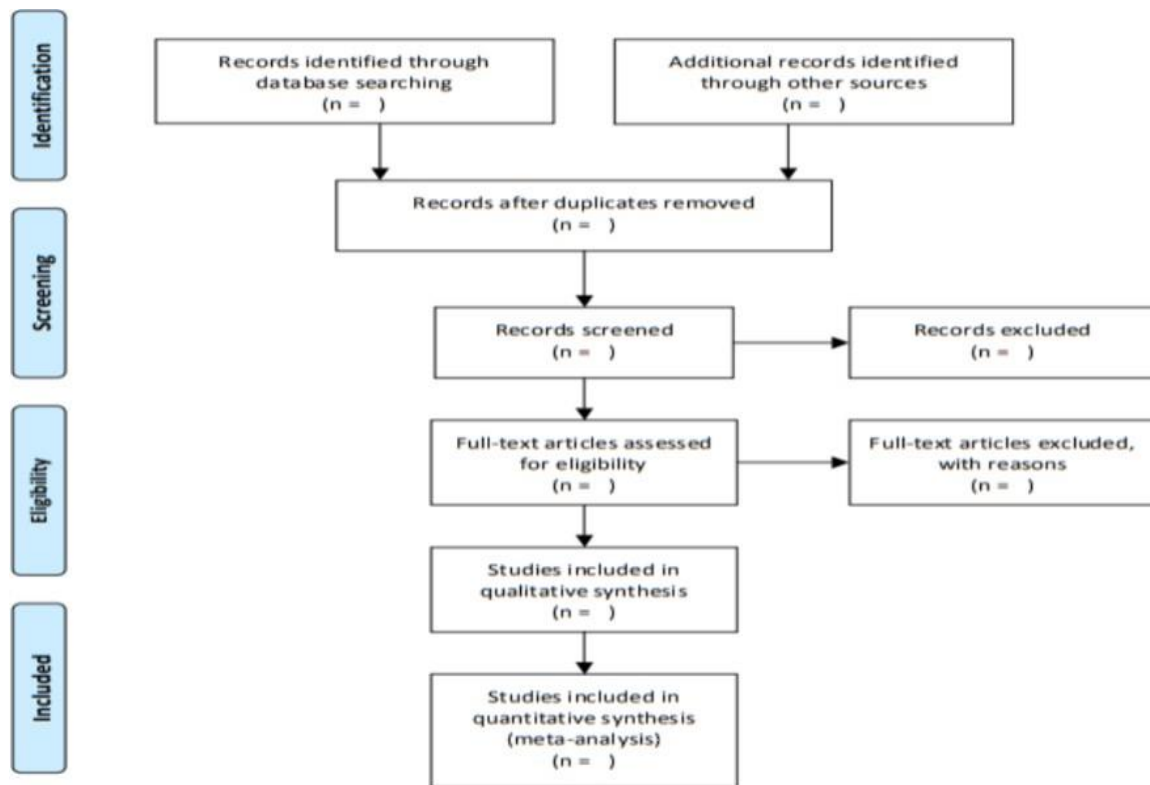 Identification
Records identified through
database searching
(n =   )
Additional records identified
through other sources
(n =   )
Records after duplicates removed
(n =   )
Screening
Records screened
(n =   )
Records excluded
(n =   )
Eligibility
Full-text articles assessed
for eligibility
(n =   )
Full-text articles excluded,
with reasons
(n =   )
Studies included in
qualitative synthesis
(n =   )
Included
Studies included in
quantitative synthesis
(meta-analysis)
(n =   )